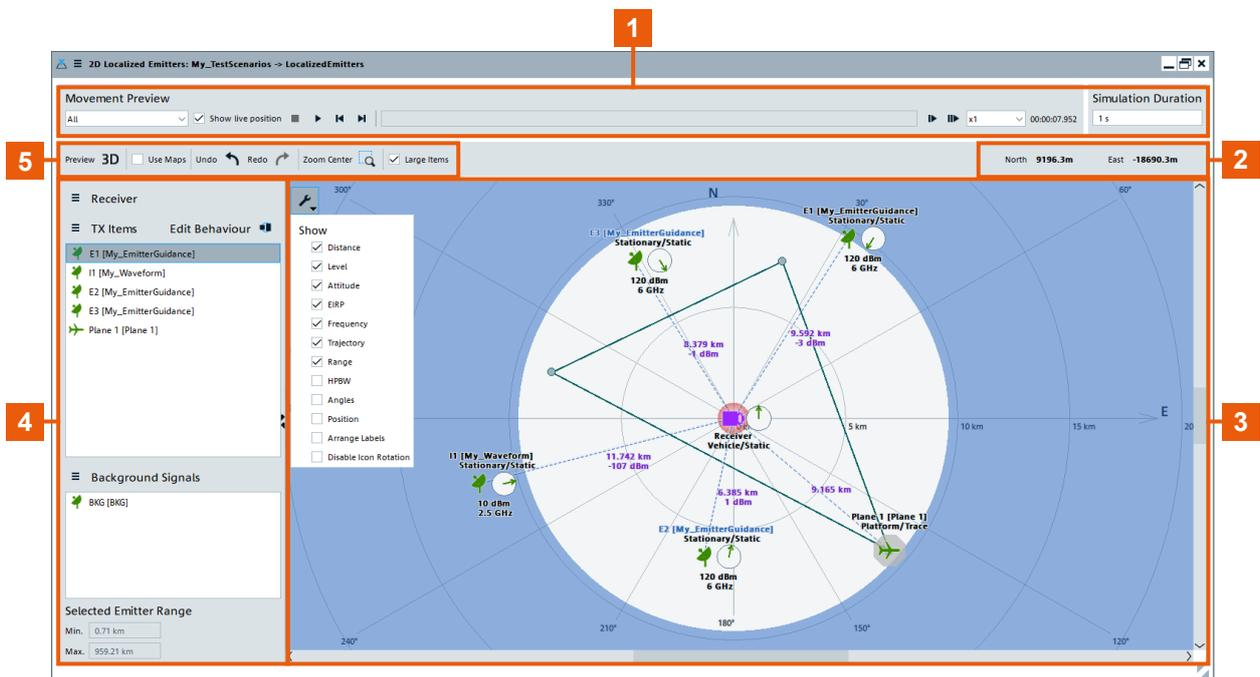 1
2D Localized Emitters: My_TestScenarios -> LocalizedEmitters
Movement Preview
Simulation Duration
All
Show live position
x1
00:00:07.952
1 s
5
Preview 3D
Use Maps
Undo
Redo
Zoom Center
Large Items
North 9196.3m
East -18690.3m
2
Receiver
TX Items
Edit Behaviour
E1 [My_EmitterGuidance]
I1 [My_Waveform]
E2 [My_EmitterGuidance]
E3 [My_EmitterGuidance]
Plane 1 [Plane 1]
4
Background Signals
BKG [BKG]
Selected Emitter Range
Min. 0.71 km
Max. 959.21 km
Show
Distance
Level
Attitude
EIRP
Frequency
Trajectory
Range
HPBW
Angles
Position
Arrange Labels
Disable Icon Rotation
300°
330°
N
30°
60°
E3 [My_EmitterGuidance]
Stationary/Static
120 dBm
6 GHz
E1 [My_EmitterGuidance]
Stationary/Static
120 dBm
6 GHz
8.379 km
-1 dBm
9.592 km
-3 dBm
Receiver
Vehicle/Static
5 km
10 km
15 km
20
E
3
I1 [My_Waveform]
Stationary/Static
10 dBm
2.5 GHz
11.742 km
-107 dBm
6.385 km
1 dBm
9.165 km
Plane 1 [Plane 1]
Platform/Trace
E2 [My_EmitterGuidance]
Stationary/Static
120 dBm
6 GHz
240°
210°
180°
150°
120°